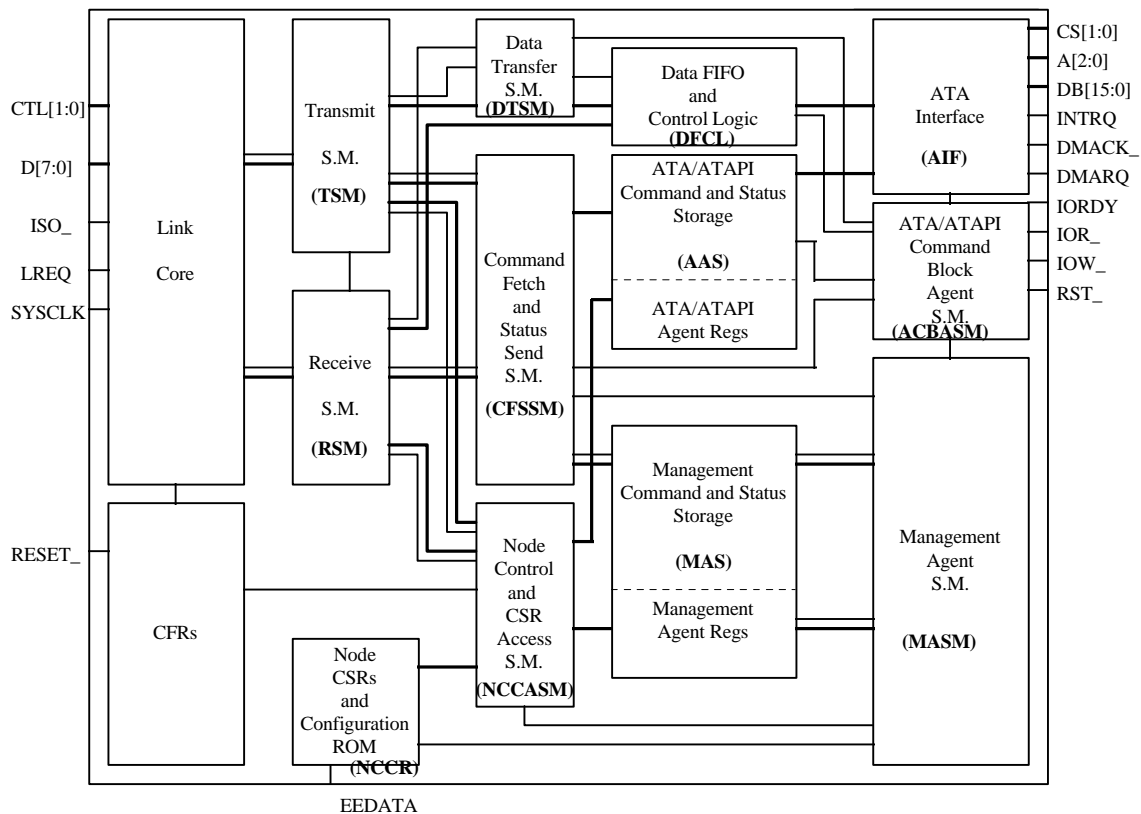 CTL[1:0]
D[7:0]
ISO_
LREQ
SYSCLK
RESET_
Link
Core
CFRs
Transmit
S.M.
(TSM)
Receive
S.M.
(RSM)
Node
CSRs
and
Configuration
ROM
(NCCR)
EEDATA
Data
Transfer
S.M.
(DTSM)
Command
Fetch
and
Status
Send
S.M.
(CFSSM)
Node
Control
and
CSR
Access
S.M.
(NCCASM)
Data FIFO
and
Control Logic
(DFCL)
ATA/ATAPI
Command and Status
Storage
(AAS)
ATA/ATAPI
Agent Regs
Management
Command and Status
Storage
(MAS)
Management
Agent Regs
ATA
Interface
(AIF)
ATA/ATAPI
Command
Block
Agent
S.M.
(ACBASM)
Management
Agent
S.M.
(MASM)
CS[1:0]
A[2:0]
DB[15:0]
INTRQ
DMACK_
DMARQ
IORDY
IOR_
IOW_
RST_